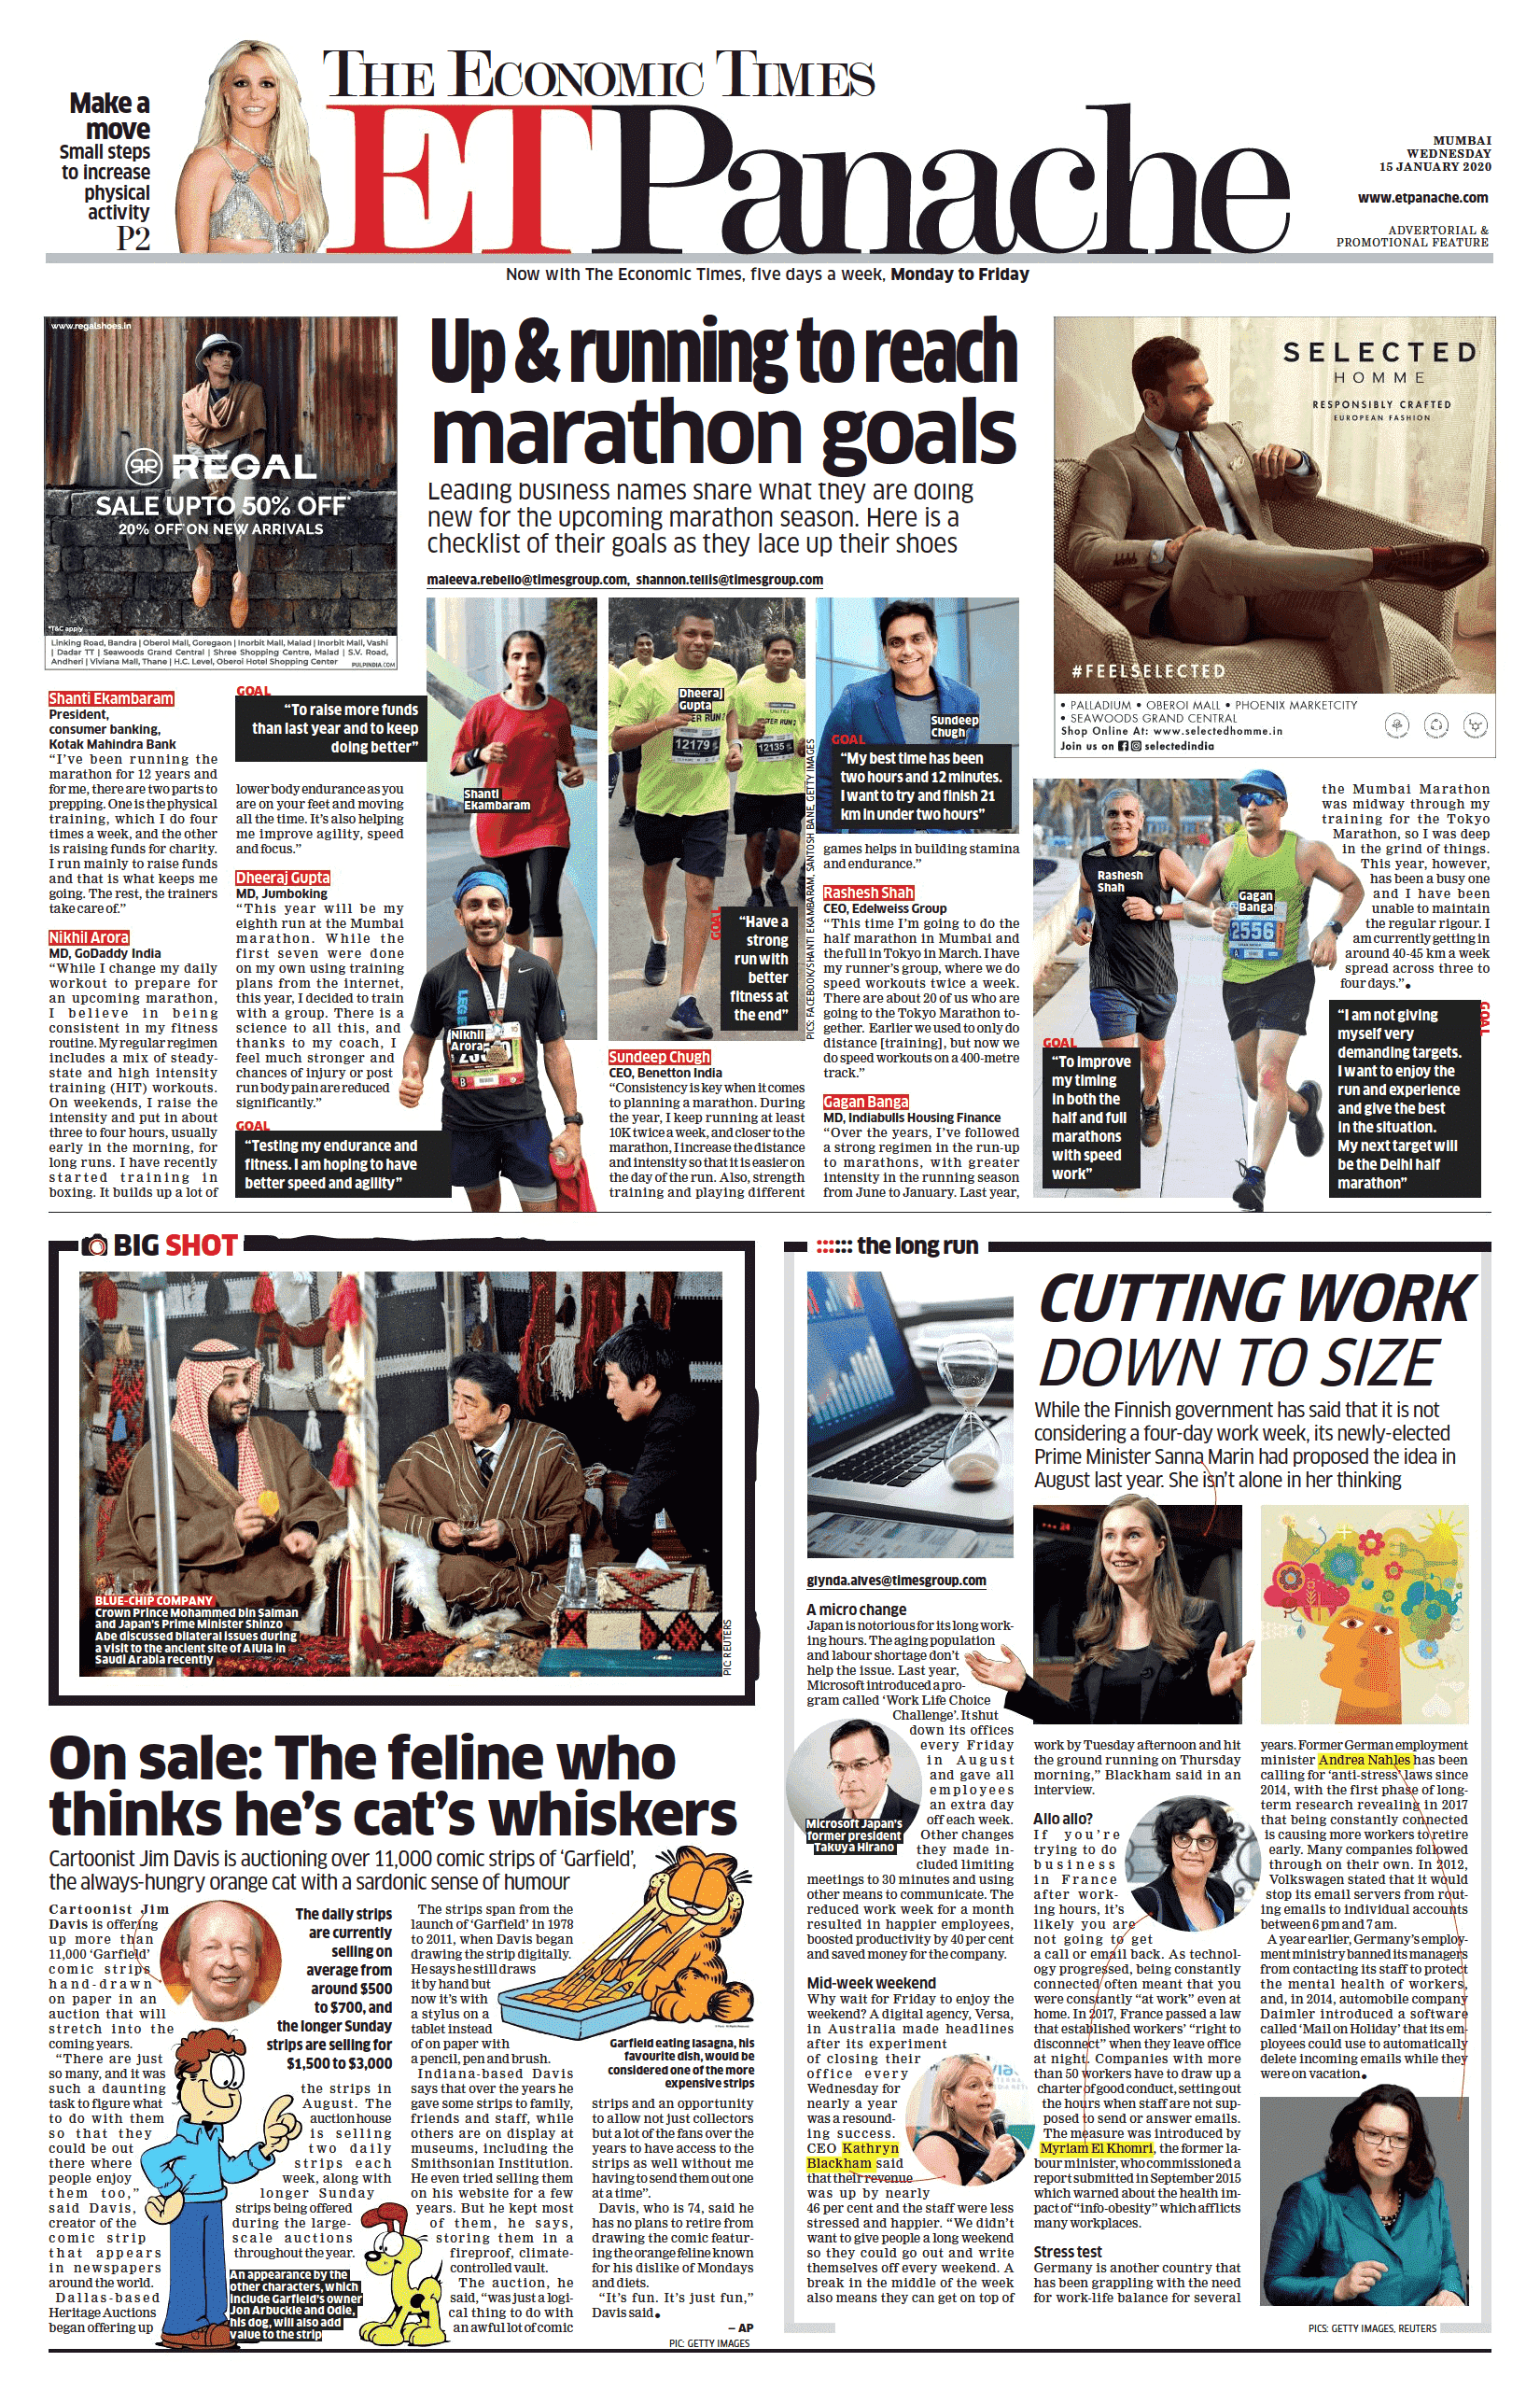 Make a
move
Small steps
to increase
physical
activity
P2
THE ECONOMIC TIMES
ETPanache
MUMBAI
WEDNESDAY
15 JANUARY 2020
www.etpanache.com
ADVERTORIAL &
PROMOTIONAL FEATURE
Now with The Economic Times, five days a week, Monday to Friday
www.regalshoes.in
REGAL
SALE UPTO 50% OFF*
20% OFF ON NEW ARRIVALS
*T&C apply
Linking Road, Bandra | Oberoi Mall, Goregaon | Inorbit Mall, Malad | Inorbit Mall, Vashi
| Dadar TT | Seawoods Grand Central | Shree Shopping Centre, Malad | S.V. Road,
Andheri | Viviana Mall, Thane | H.C. Level, Oberoi Hotel Shopping Center
PULPINDIA.COM
Up & running to reach
marathon goals
Leading business names share what they are doing
new for the upcoming marathon season. Here is a
checklist of their goals as they lace up their shoes
maleeva.rebello@timesgroup.com, shannon.tellis@timesgroup.com
SELECTED
HOMME
RESPONSIBLY CRAFTED
EUROPEAN FASHION
#FEELSELECTED
• PALLADIUM • OBEROI MALL • PHOENIX MARKETCITY
• SEAWOODS GRAND CENTRAL
Shop Online At: www.selectedhomme.in
Join us on selectedindia
Shanti Ekambaram
President,
consumer banking,
Kotak Mahindra Bank
“I’ve been running the
marathon for 12 years and
for me, there are two parts to
prepping. One is the physical
training, which I do four
times a week, and the other
is raising funds for charity.
I run mainly to raise funds
and that is what keeps me
going. The rest, the trainers
take care of.”
Nikhil Arora
MD, GoDaddy India
“While I change my daily
workout to prepare for
an upcoming marathon,
I believe in being
consistent in my fitness
routine. My regular regimen
includes a mix of steady-
state and high intensity
training (HIT) workouts.
On weekends, I raise the
intensity and put in about
three to four hours, usually
early in the morning, for
long runs. I have recently
started training in
boxing. It builds up a lot of
GOAL
“To raise more funds
than last year and to keep
doing better”
lower body endurance as you
are on your feet and moving
all the time. It’s also helping
me improve agility, speed
and focus.”
Dheeraj Gupta
MD, Jumboking
“This year will be my
eighth run at the Mumbai
marathon. While the
first seven were done
on my own using training
plans from the internet,
this year, I decided to train
with a group. There is a
science to all this, and
thanks to my coach, I
feel much stronger and
chances of injury or post
run body pain are reduced
significantly.”
GOAL
“Testing my endurance and
fitness. I am hoping to have
better speed and agility”
Shanti
Ekambaram
Nikhil
Arora
Dheeraj
Gupta
12179
12135
GOAL
“Have a
strong
run with
better
fitness at
the end”
PICS: FACEBOOK/SHANTI EKAMBARAM, SANTOSH BANE, GETTY IMAGES
Sundeep Chugh
CEO, Benetton India
“Consistency is key when it comes
to planning a marathon. During
the year, I keep running at least
10K twice a week, and closer to the
marathon, I increase the distance
and intensity so that it is easier on
the day of the run. Also, strength
training and playing different
Sundeep
Chugh
GOAL
“My best time has been
two hours and 12 minutes.
I want to try and finish 21
km in under two hours”
games helps in building stamina
and endurance.”
Rashesh Shah
CEO, Edelweiss Group
“This time I’m going to do the
half marathon in Mumbai and
the full in Tokyo in March. I have
my runner’s group, where we do
speed workouts twice a week.
There are about 20 of us who are
going to the Tokyo Marathon to-
gether. Earlier we used to only do
distance [training], but now we
do speed workouts on a 400-metre
track.”
Gagan Banga
MD, Indiabulls Housing Finance
“Over the years, I’ve followed
a strong regimen in the run-up
to marathons, with greater
intensity in the running season
from June to January. Last year,
Rashesh
Shah
Gagan
Banga
2556
GOAL
“To improve
my timing
in both the
half and full
marathons
with speed
work”
the Mumbai Marathon
was midway through my
training for the Tokyo
Marathon, so I was deep
in the grind of things.
This year, however,
has been a busy one
and I have been
unable to maintain
the regular rigour. I
am currently getting in
around 40-45 km a week
spread across three to
four days.”
GOAL
“I am not giving
myself very
demanding targets.
I want to enjoy the
run and experience
and give the best
in the situation.
My next target will
be the Delhi half
marathon”
BIG SHOT
BLUE-CHIP COMPANY
Crown Prince Mohammed bin Salman
and Japan’s Prime Minister Shinzo
Abe discussed bilateral issues during
a visit to the ancient site of AlUla in
Saudi Arabia recently
PIC: REUTERS
On sale: The feline who
thinks he’s cat’s whiskers
Cartoonist Jim Davis is auctioning over 11,000 comic strips of ‘Garfield’,
the always-hungry orange cat with a sardonic sense of humour
Cartoonist Jim
Davis is offering
up more than
11,000 ‘Garfield’
comic strips
hand-drawn
on paper in an
auction that will
stretch into the
coming years.
“There are just
so many, and it was
such a daunting
task to figure what
to do with them
so that they
could be out
there where
people enjoy
them too,”
said Davis,
creator of the
comic strip
that appears
in newspapers
around the world.
Dallas-based
Heritage Auctions
began offering up
The daily strips
are currently
selling on
average from
around $500
to $700, and
the longer Sunday
strips are selling for
$1,500 to $3,000
the strips in
August. The
auction house
is selling
two daily
strips each
week, along with
longer Sunday
strips being offered
during the large-
scale auctions
throughout the year.
An appearance by the
other characters, which
include Garfield’s owner
Jon Arbuckle and Odie,
his dog, will also add
value to the strip
The strips span from the
launch of ‘Garfield’ in 1978
to 2011, when Davis began
drawing the strip digitally.
He says he still draws
it by hand but
now it’s with
a stylus on a
tablet instead
of on paper with
a pencil, pen and brush.
Indiana-based Davis
says that over the years he
gave some strips to family,
friends and staff, while
others are on display at
museums, including the
Smithsonian Institution.
He even tried selling them
on his website for a few
years. But he kept most
of them, he says,
storing them in a
fireproof, climate-
controlled vault.
The auction, he
said, “was just a logi-
cal thing to do with
an awful lot of comic
Garfield eating lasagna, his
favourite dish, would be
considered one of the more
expensive strips
strips and an opportunity
to allow not just collectors
but a lot of the fans over the
years to have access to the
strips as well without me
having to send them out one
at a time”.
Davis, who is 74, said he
has no plans to retire from
drawing the comic featur-
ing the orange feline known
for his dislike of Mondays
and diets.
“It’s fun. It’s just fun,”
Davis said
– AP
PIC: GETTY IMAGES
the long run
CUTTING WORK
DOWN TO SIZE
While the Finnish government has said that it is not
considering a four-day work week, its newly-elected
Prime Minister Sanna Marin had proposed the idea in
August last year. She isn’t alone in her thinking
glynda.alves@timesgroup.com
A micro change
Japan is notorious for its long work-
ing hours. The aging population
and labour shortage don’t
help the issue. Last year,
Microsoft introduced a pro-
gram called ‘Work Life Choice
Challenge’. It shut
down its offices
every Friday
in August
and gave all
employees
an extra day
off each week.
Other changes
they made in-
cluded limiting
meetings to 30 minutes and using
other means to communicate. The
reduced work week for a month
resulted in happier employees,
boosted productivity by 40 per cent
and saved money for the company.
Microsoft Japan’s
former president
Takuya Hirano
Mid-week weekend
Why wait for Friday to enjoy the
weekend? A digital agency, Versa,
in Australia made headlines
after its experiment
of closing their
office every
Wednesday for
nearly a year
was a resound-
ing success.
CEO Kathryn
Blackham said
that their revenue
was up by nearly
46 per cent and the staff were less
stressed and happier. “We didn’t
want to give people a long weekend
so they could go out and write
themselves off every weekend. A
break in the middle of the week
also means they can get on top of
work by Tuesday afternoon and hit
the ground running on Thursday
morning,” Blackham said in an
interview.
Allo allo?
If you’re
trying to do
business
in France
after work-
ing hours, it’s
likely you are
not going to get
a call or email back. As technol-
ogy progressed, being constantly
connected often meant that you
were constantly “at work” even at
home. In 2017, France passed a law
that established workers’ “right to
disconnect” when they leave office
at night. Companies with more
than 50 workers have to draw up a
charter of good conduct, setting out
the hours when staff are not sup-
posed to send or answer emails.
The measure was introduced by
Myriam El Khomri, the former la-
bour minister, who commissioned a
report submitted in September 2015
which warned about the health im-
pact of “info-obesity” which afflicts
many workplaces.
Stress test
Germany is another country that
has been grappling with the need
for work-life balance for several
years. Former German employment
minister Andrea Nahles has been
calling for ‘anti-stress’ laws since
2014, with the first phase of long-
term research revealing in 2017
that being constantly connected
is causing more workers to retire
early. Many companies followed
through on their own. In 2012,
Volkswagen stated that it would
stop its email servers from rout-
ing emails to individual accounts
between 6 pm and 7 am.
A year earlier, Germany’s employ-
ment ministry banned its managers
from contacting its staff to protect
the mental health of workers,
and, in 2014, automobile company
Daimler introduced a software
called ‘Mail on Holiday’ that its em-
ployees could use to automatically
delete incoming emails while they
were on vacation
PICS: GETTY IMAGES, REUTERS